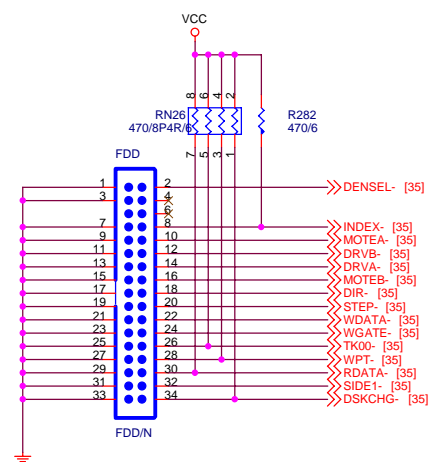 VCC
8 6 4 2
RN26
470/8P4R/6
R282
470/6
7 5 3 1
FDD
1 2 DENSEL- [35]
3 4
6
7 8 INDEX- [35]
9 10 MOTEA- [35]
11 12 DRVB- [35]
13 14 DRVA- [35]
15 16 MOTEB- [35]
17 18 DIR- [35]
19 20 STEP- [35]
21 22 WDATA- [35]
23 24 WGATE- [35]
25 26 TK00- [35]
27 28 WPT- [35]
29 30 RDATA- [35]
31 32 SIDE1- [35]
33 34 DSKCHG- [35]
FDD/N